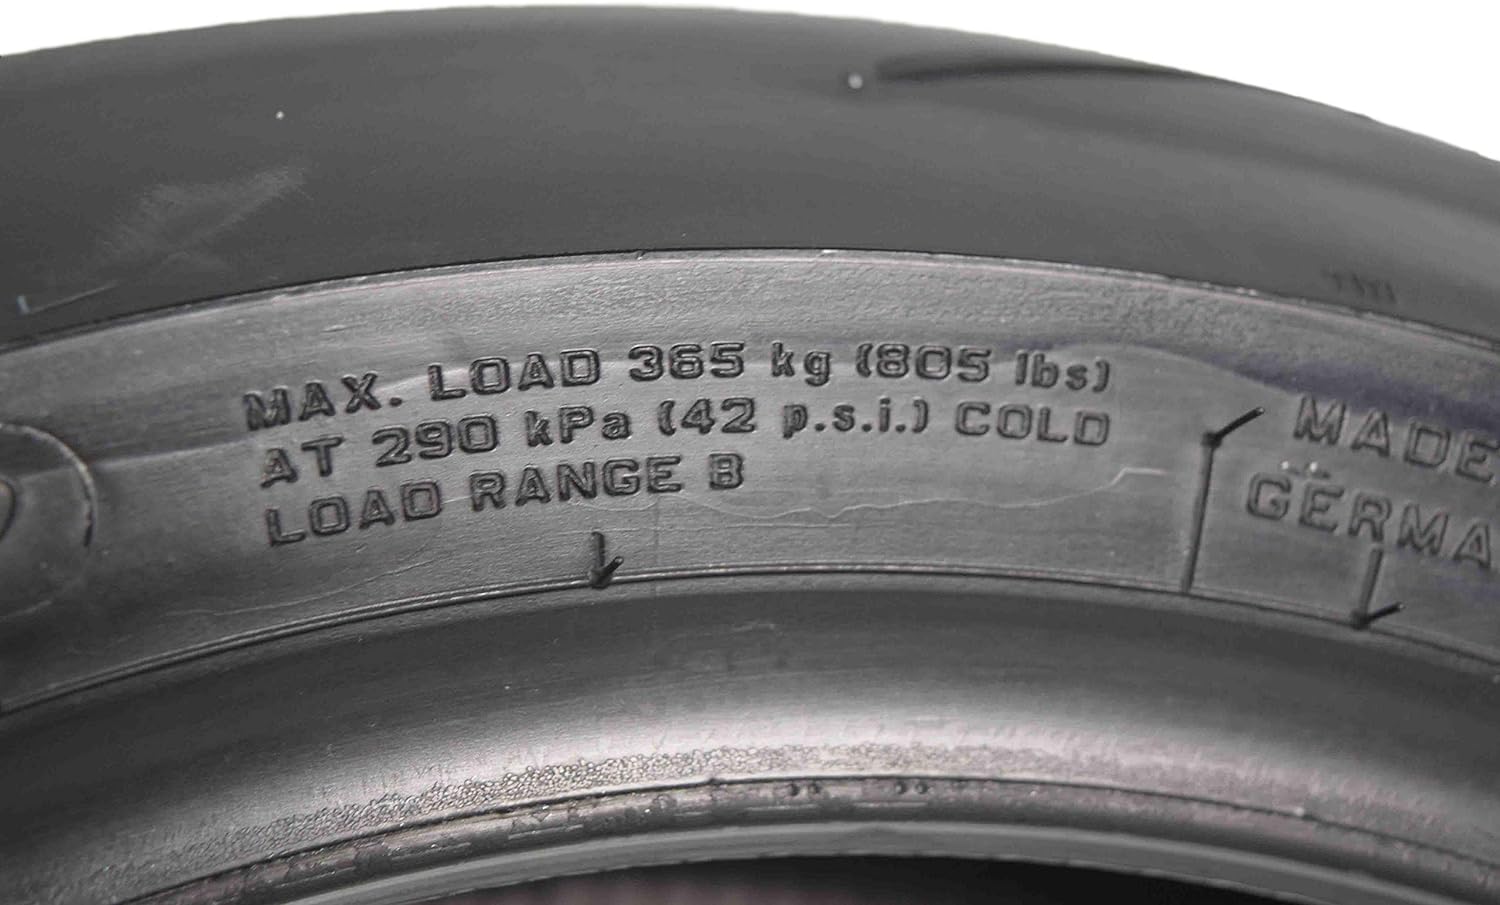 MAX. LOAD 365 kg (805 lbs)
AT 290 kPa (42 p.s.i.) COLD
LOAD RANGE B
MADE
GERMA